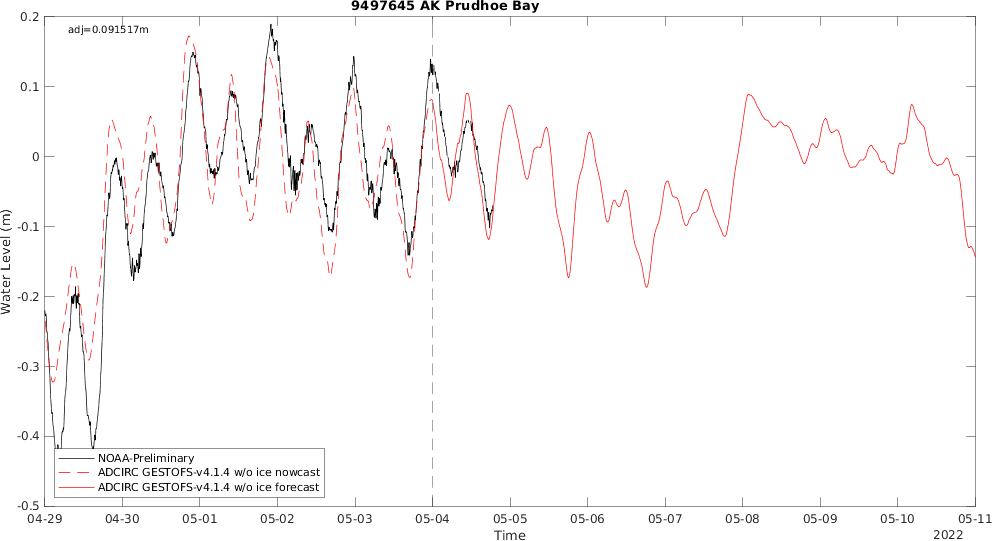 9497645 AK Prudhoe Bay
adj=0.091517m
0.2
0.1
0
-0.1
-0.2
-0.3
-0.4
-0.5
Water Level (m)
NOAA-Preliminary
ADCIRC GESTOFS-v4.1.4 w/o ice nowcast
ADCIRC GESTOFS-v4.1.4 w/o ice forecast
04-29 04-30 05-01 05-02 05-03 05-04 05-05 05-06 05-07 05-08 05-09 05-10 05-11
Time
2022